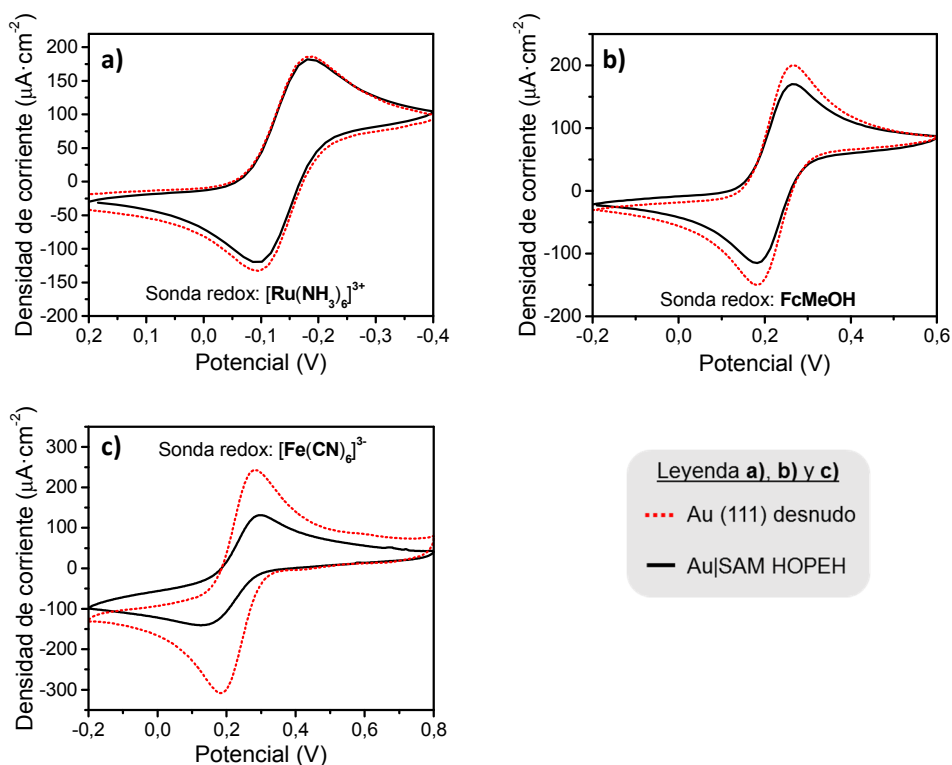 a)
Densidad de corriente (µA·cm⁻²)
200
150
100
50
0
-50
-100
-150
-200
Sonda redox: [Ru(NH₃)₆]³⁺
0,2 0,1 0,0 -0,1 -0,2 -0,3 -0,4
Potencial (V)
b)
Densidad de corriente (µA·cm⁻²)
200
100
0
-100
-200
Sonda redox: FcMeOH
-0,2 0,0 0,2 0,4 0,6
Potencial (V)
c)
Sonda redox: [Fe(CN)₆]³⁻
Densidad de corriente (µA·cm⁻²)
300
200
100
0
-100
-200
-300
-0,2 0,0 0,2 0,4 0,6 0,8
Potencial (V)
Leyenda a), b) y c)
Au (111) desnudo
Au|SAM HOPEH